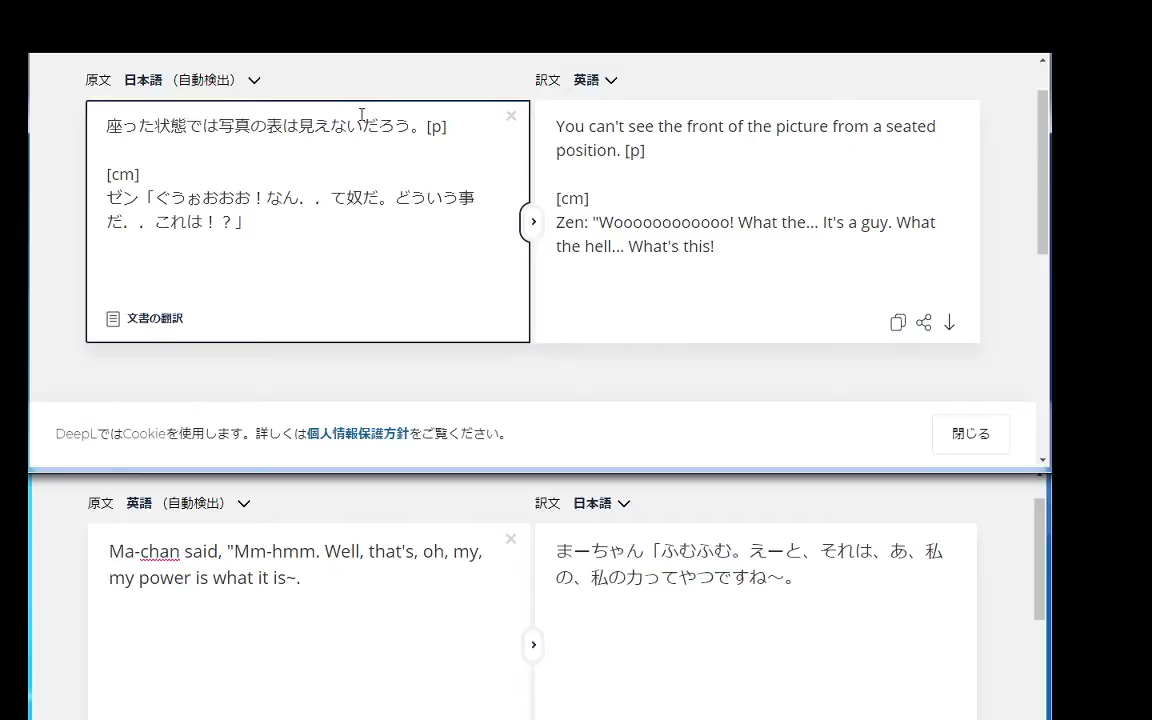 原文 日本語 （自動検出）
訳文 英語
座った状態では写真の表は見えないだろう。[p]
[cm]
ゼン「ぐうぉおおお！なん．．て奴だ。どういう事
だ．．これは！？」
文書の翻訳
You can't see the front of the picture from a seated
position. [p]
[cm]
Zen: "Woooooooooooo! What the... It's a guy. What
the hell... What's this!
DeepLではCookieを使用します。詳しくは個人情報保護方針をご覧ください。
閉じる
原文 英語 （自動検出）
訳文 日本語
Ma-chan said, "Mm-hmm. Well, that's, oh, my,
my power is what it is~.
まーちゃん「ふむふむ。えーと、それは、あ、私
の、私の力ってやつですね～。